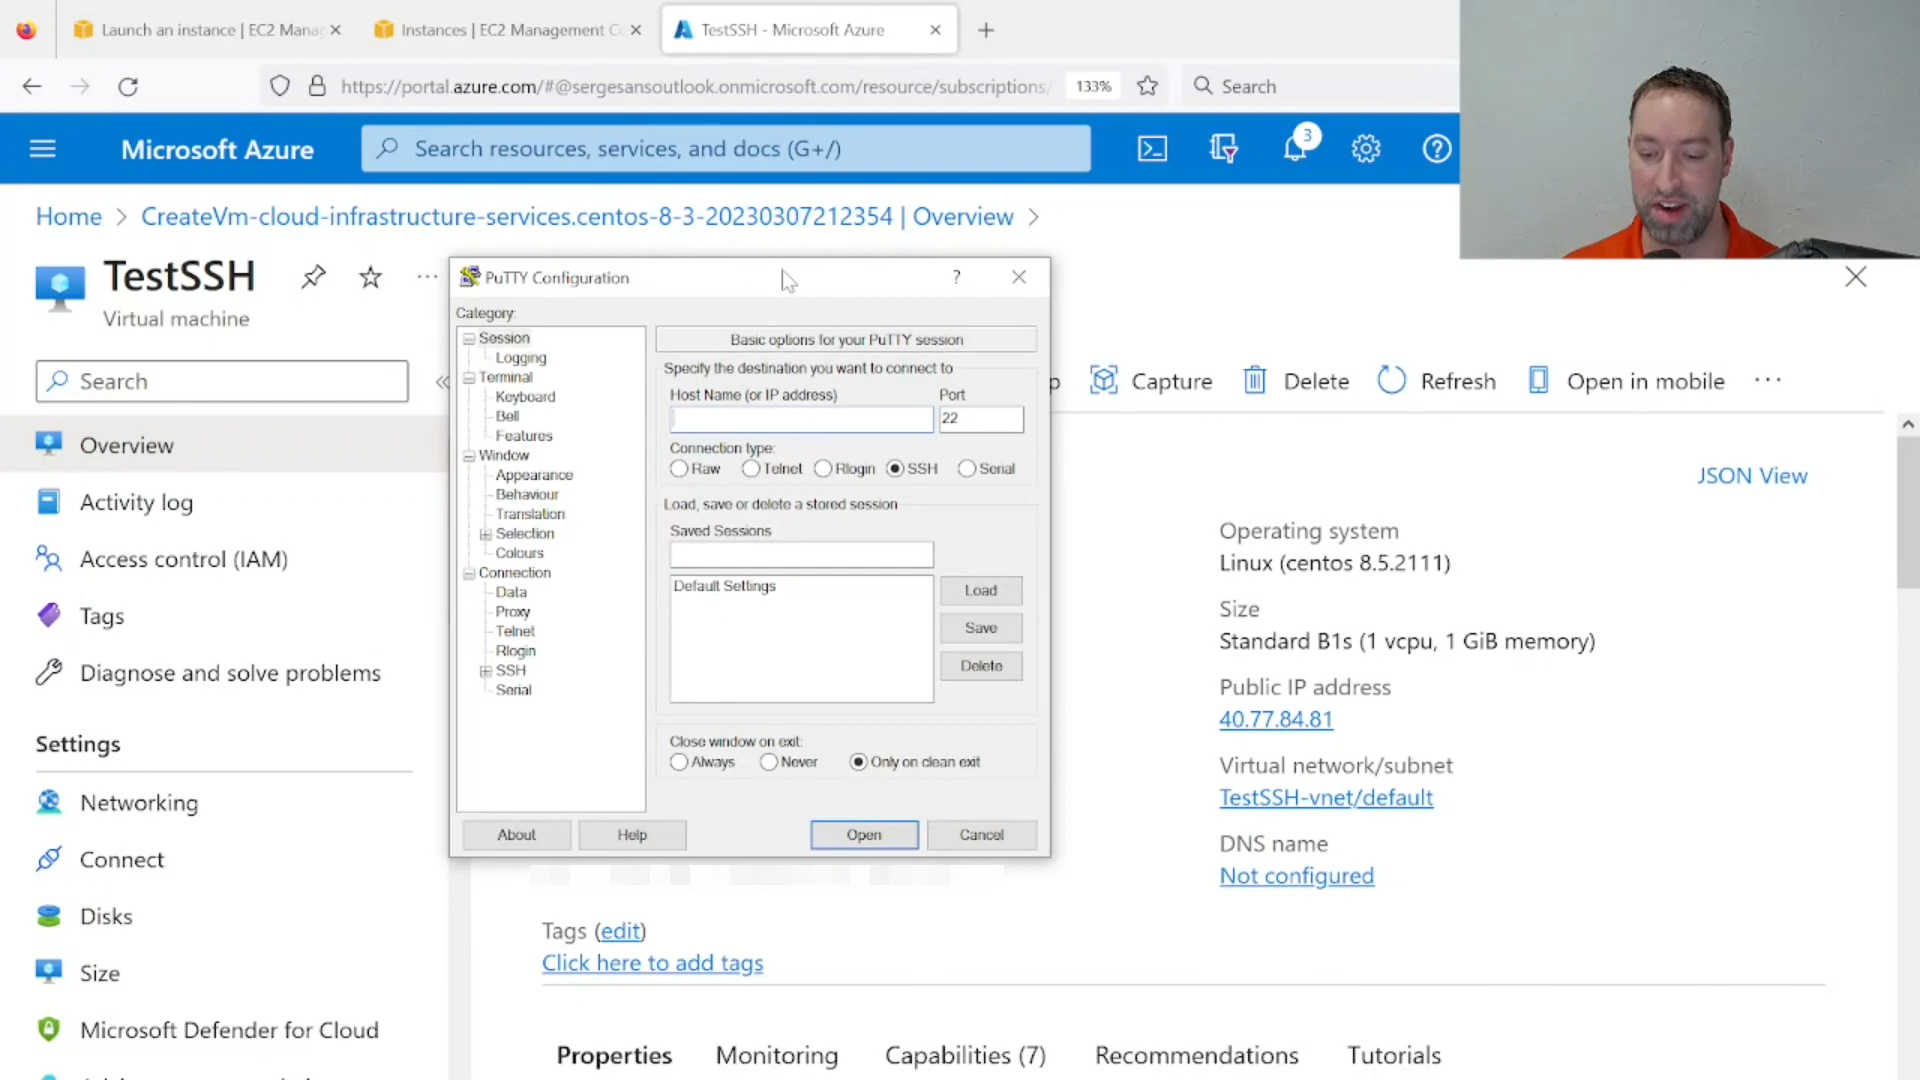 Launch an instance | EC2 Mana
Instances | EC2 Management Co
TestSSH - Microsoft Azure
https://portal.azure.com/#@sergesansoutlook.onmicrosoft.com/resource/subscriptions/
133%
Search
Microsoft Azure
Search resources, services, and docs (G+/)
3
Home > CreateVm-cloud-infrastructure-services.centos-8-3-20230307212354 | Overview >
TestSSH
Virtual machine
Search
Overview
Activity log
Access control (IAM)
Tags
Diagnose and solve problems
Settings
Networking
Connect
Disks
Size
Microsoft Defender for Cloud
PuTTY Configuration
?
Category:
Session
Logging
Terminal
Keyboard
Bell
Features
Window
Appearance
Behaviour
Translation
Selection
Colours
Connection
Data
Proxy
Telnet
Rlogin
SSH
Serial
Basic options for your PuTTY session
Specify the destination you want to connect to
Host Name (or IP address)
Port
22
Connection type:
Raw Telnet Rlogin SSH Serial
Load, save or delete a stored session
Saved Sessions
Default Settings
Load
Save
Delete
Close window on exit:
Always Never Only on clean exit
About
Help
Open
Cancel
p
Capture
Delete
Refresh
Open in mobile
JSON View
Operating system
Linux (centos 8.5.2111)
Size
Standard B1s (1 vcpu, 1 GiB memory)
Public IP address
40.77.84.81
Virtual network/subnet
TestSSH-vnet/default
DNS name
Not configured
Tags (edit)
Click here to add tags
Properties
Monitoring
Capabilities (7)
Recommendations
Tutorials